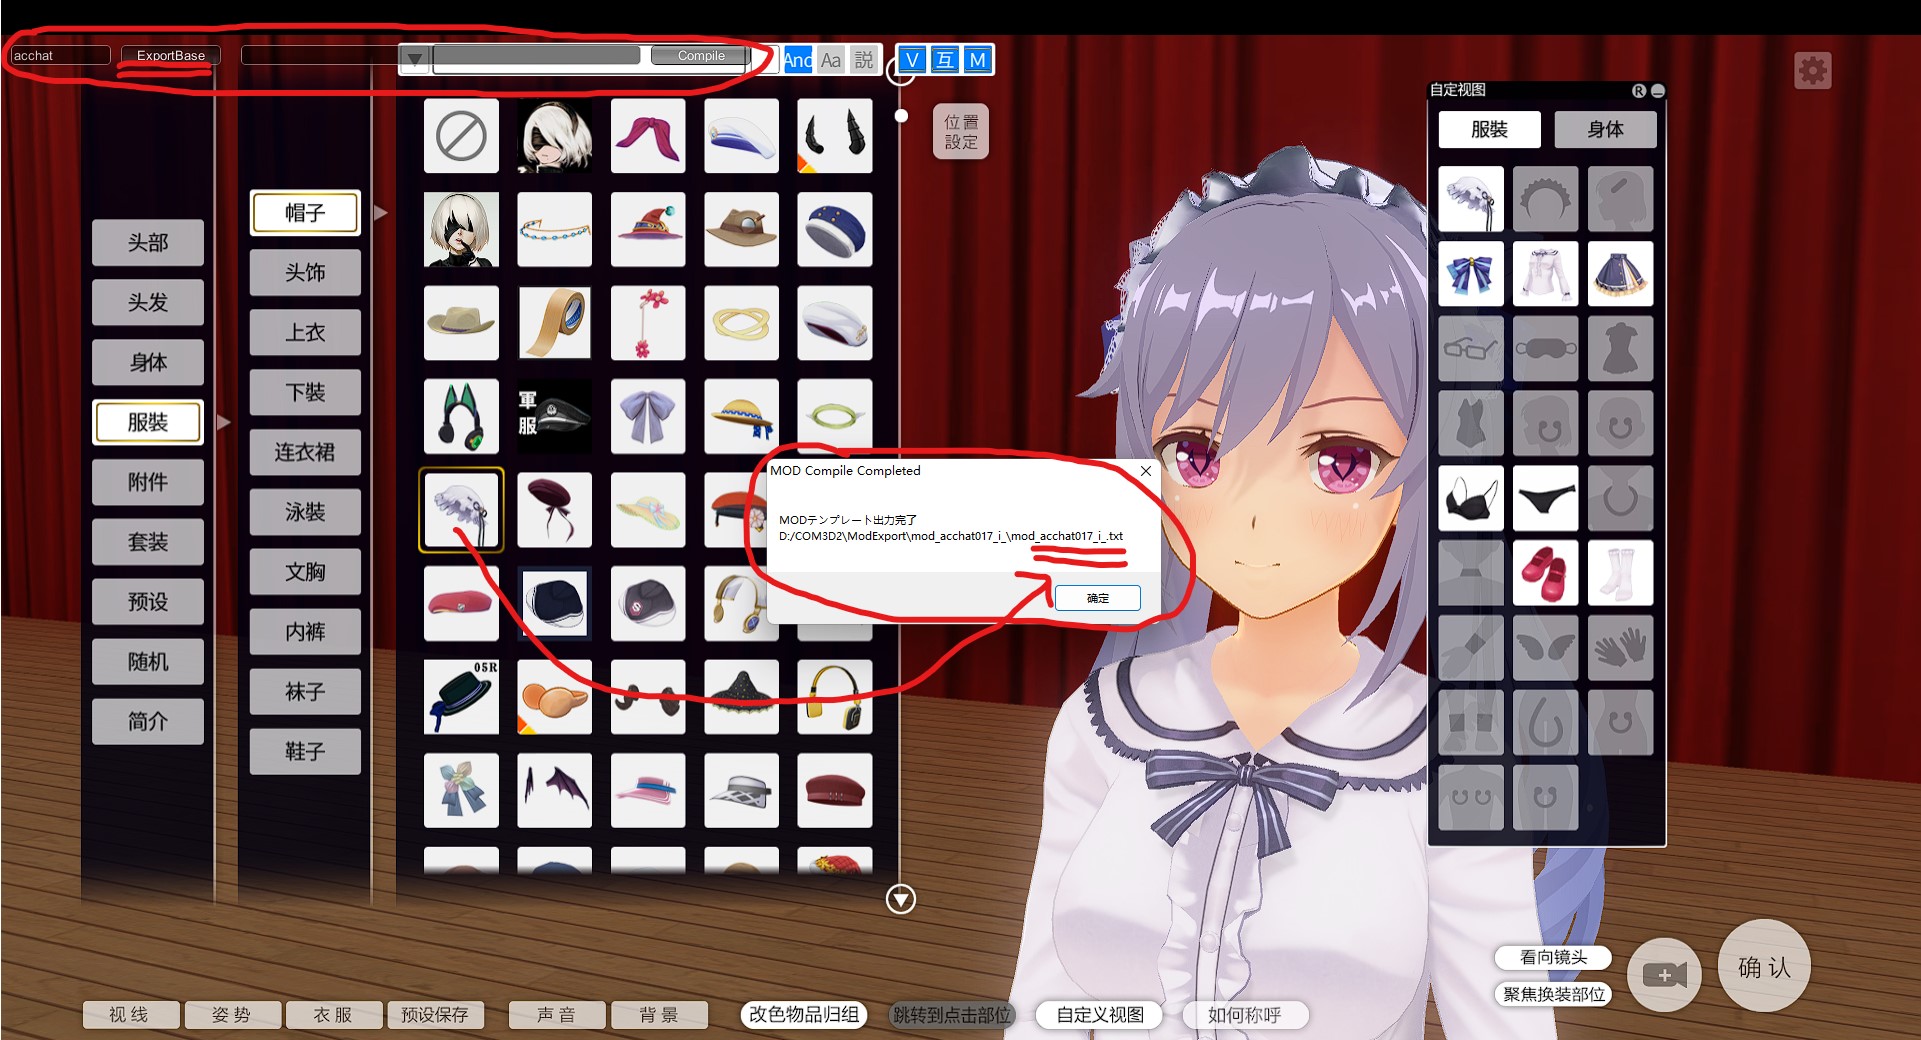 acchat
ExportBase
Compile
And
Aa
説
V
互
M
位置
設定
自定视图
R
服裝
身体
头部
头发
身体
服装
附件
套装
预设
随机
简介
帽子
头饰
上衣
下裝
连衣裙
泳装
文胸
内裤
袜子
鞋子
軍
服
S
05R
MOD Compile Completed
MODテンプレート出力完了
D:/COM3D2\ModExport\mod_acchat017_i_\mod_acchat017_i_.txt
确定
视线
姿势
衣服
预设保存
声音
背景
改色物品归组
跳转到点击部位
自定义视图
如何称呼
看向镜头
聚焦换装部位
确认